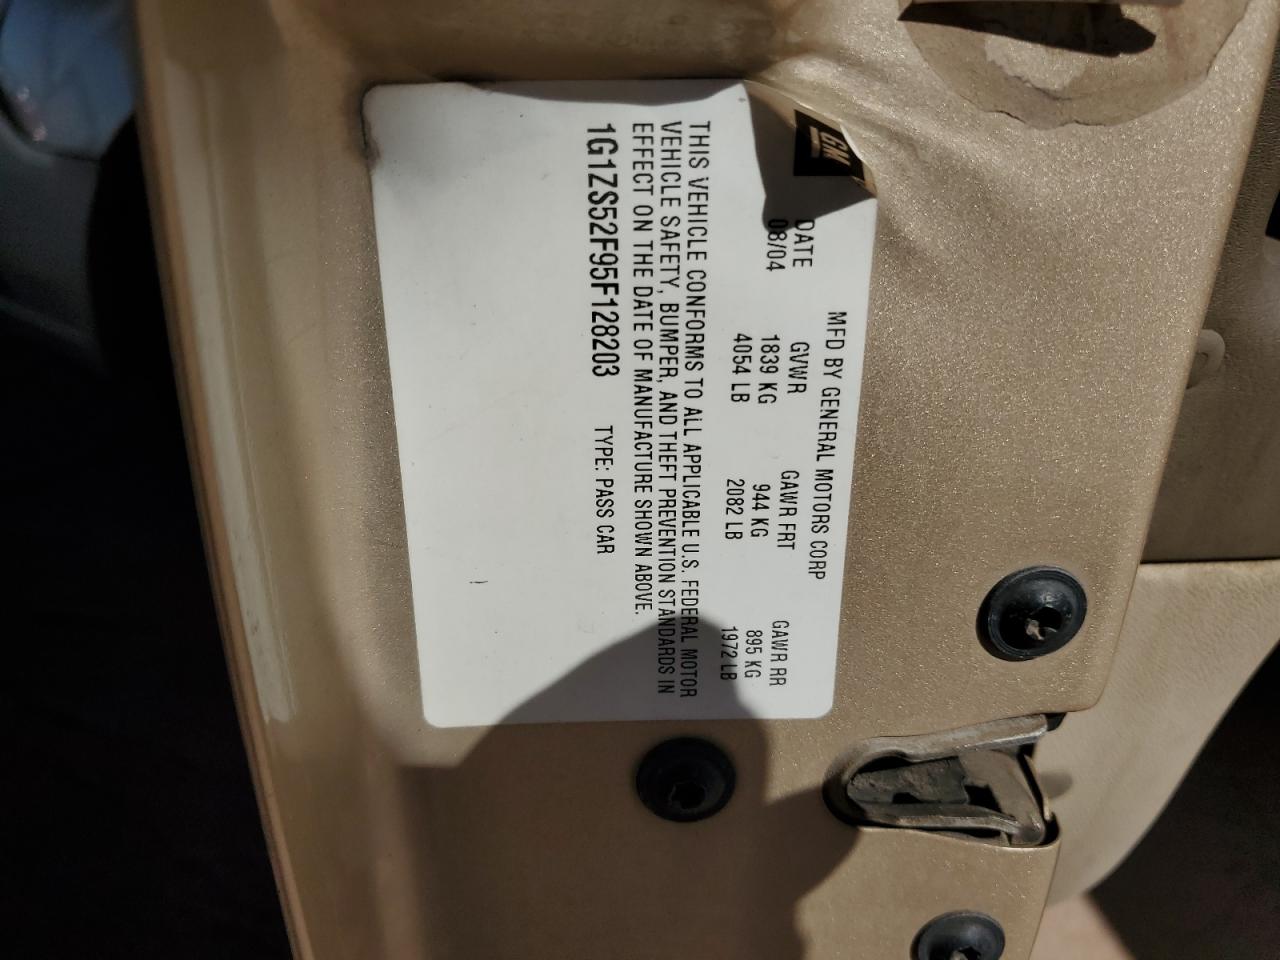 GM
MFD BY GENERAL MOTORS CORP
DATE GVWR GAWR FRT GAWR RR
08/04 1839 KG 944 KG 895 KG
4054 LB 2082 LB 1972 LB
THIS VEHICLE CONFORMS TO ALL APPLICABLE U.S. FEDERAL MOTOR
VEHICLE SAFETY, BUMPER, AND THEFT PREVENTION STANDARDS IN
EFFECT ON THE DATE OF MANUFACTURE SHOWN ABOVE.
1G1ZS52F95F128203 TYPE: PASS CAR